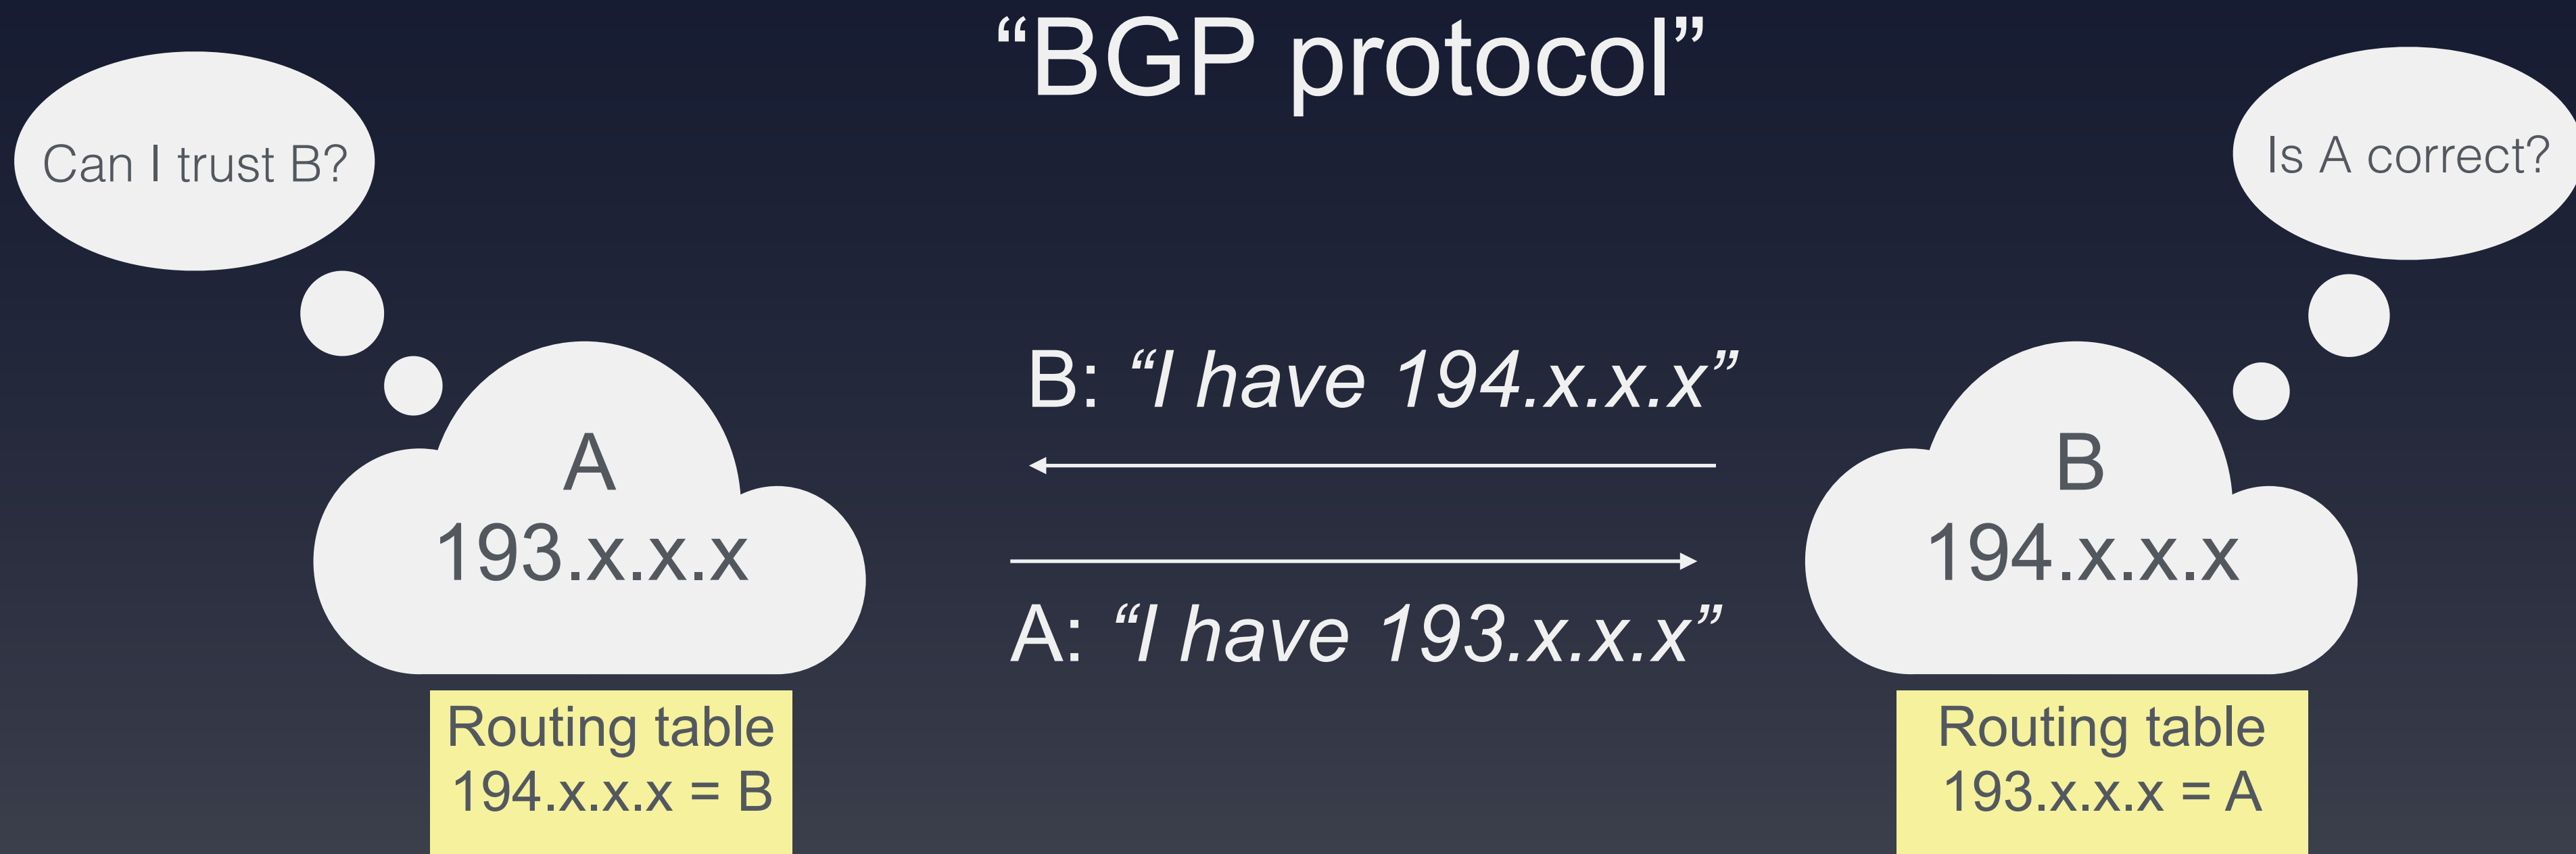 “BGP protocol”
Can I trust B?
Is A correct?
B: “I have 194.x.x.x”
A
193.x.x.x
B
194.x.x.x
A: “I have 193.x.x.x”
Routing table
194.x.x.x = B
Routing table
193.x.x.x = A